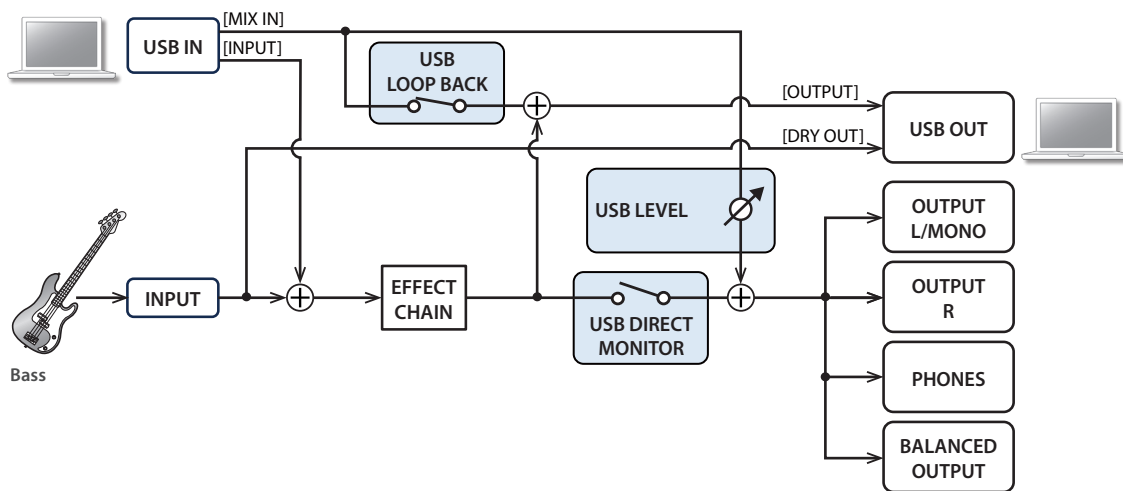 USB IN
[MIX IN]
[INPUT]
USB
LOOP BACK
[OUTPUT]
[DRY OUT]
USB OUT
USB LEVEL
OUTPUT
L/MONO
INPUT
EFFECT
CHAIN
USB DIRECT
MONITOR
OUTPUT
R
Bass
PHONES
BALANCED
OUTPUT